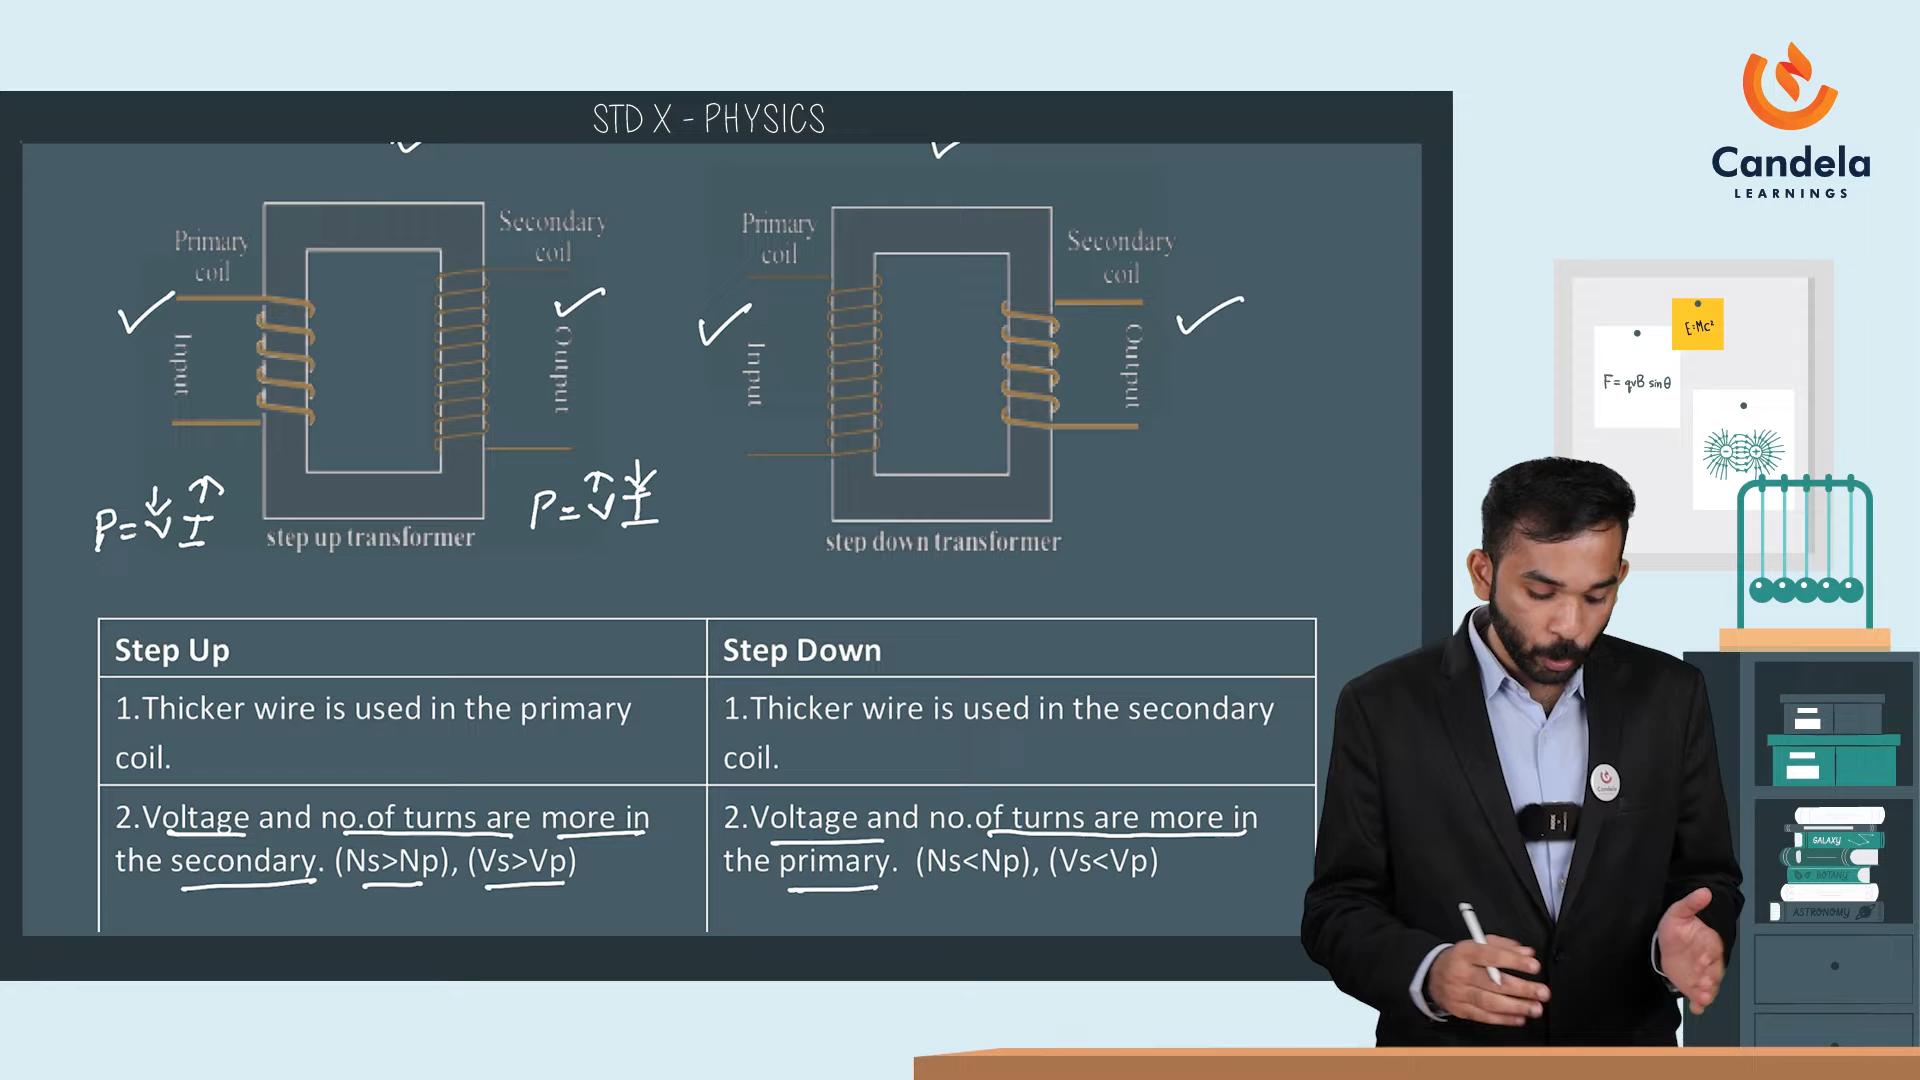 STD X - PHYSICS
Candela
LEARNINGS
Primary
coil
Secondary
coil
Input
Output
P = V I
P = V I
step up transformer
Primary
coil
Secondary
coil
Input
Output
step down transformer
E=Mc²
F = qvB sin θ
Step Up
Step Down
1.Thicker wire is used in the primary
coil.
1.Thicker wire is used in the secondary
coil.
2.Voltage and no.of turns are more in
the secondary. (Ns>Np), (Vs>Vp)
2.Voltage and no.of turns are more in
the primary. (Ns<Np), (Vs<Vp)
Candela
GALAXY
BOTANY
ASTRONOMY